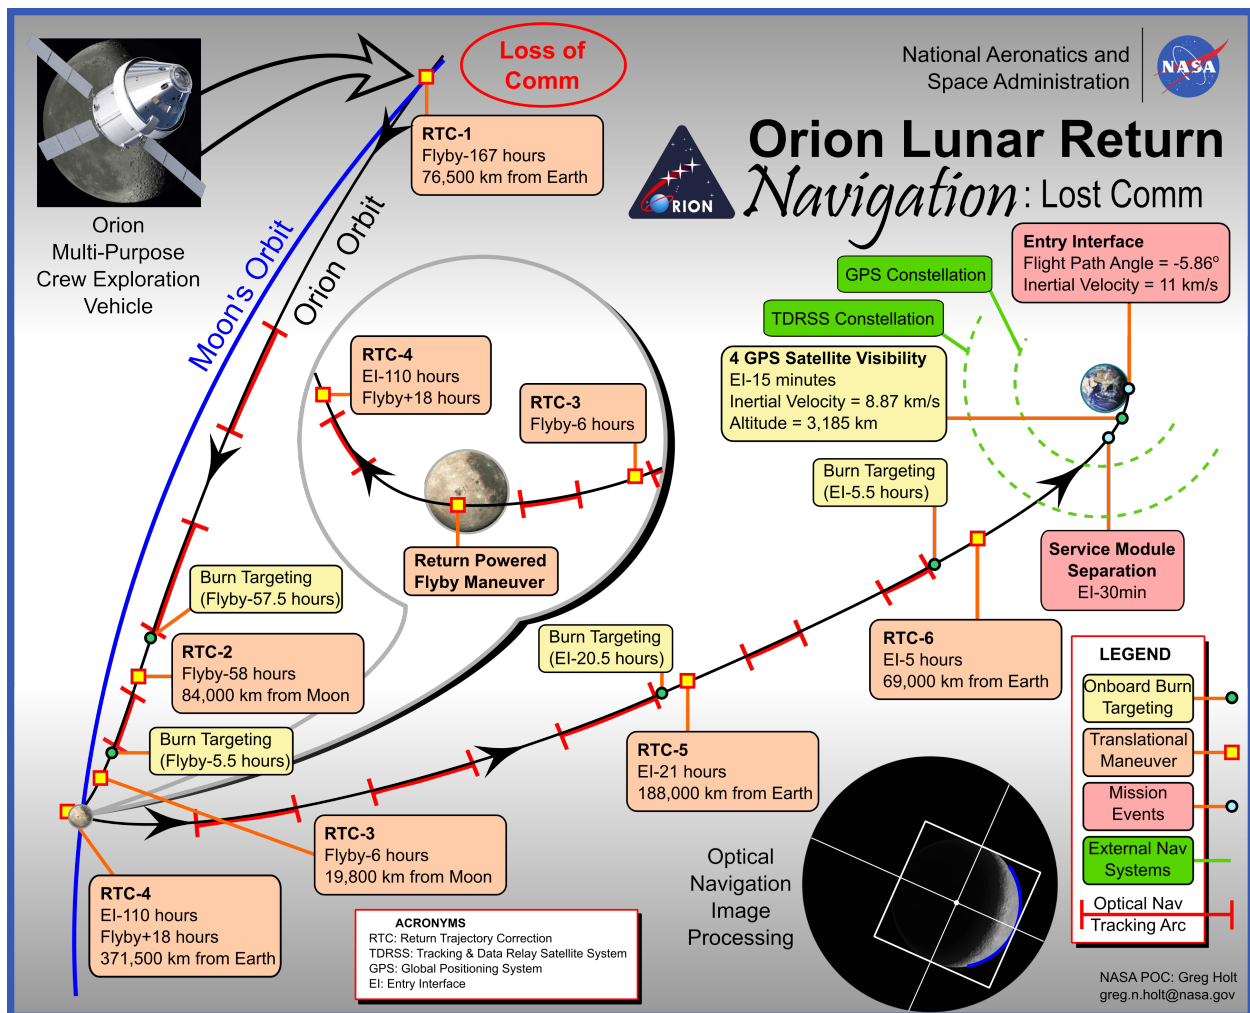 Loss of
Comm
National Aeronatics and
Space Administration
NASA
Orion Lunar Return
Navigation: Lost Comm
ORION
Orion
Multi-Purpose
Crew Exploration
Vehicle
RTC-1
Flyby-167 hours
76,500 km from Earth
Moon's Orbit
Orion Orbit
Entry Interface
Flight Path Angle = -5.86º
Inertial Velocity = 11 km/s
GPS Constellation
TDRSS Constellation
4 GPS Satellite Visibility
EI-15 minutes
Inertial Velocity = 8.87 km/s
Altitude = 3,185 km
RTC-4
EI-110 hours
Flyby+18 hours
RTC-3
Flyby-6 hours
Return Powered
Flyby Maneuver
Burn Targeting
(EI-5.5 hours)
Service Module
Separation
EI-30min
Burn Targeting
(Flyby-57.5 hours)
RTC-2
Flyby-58 hours
84,000 km from Moon
Burn Targeting
(Flyby-5.5 hours)
Burn Targeting
(EI-20.5 hours)
RTC-6
EI-5 hours
69,000 km from Earth
RTC-5
EI-21 hours
188,000 km from Earth
RTC-3
Flyby-6 hours
19,800 km from Moon
RTC-4
EI-110 hours
Flyby+18 hours
371,500 km from Earth
LEGEND
Onboard Burn
Targeting
Translational
Maneuver
Mission
Events
External Nav
Systems
Optical Nav
Tracking Arc
Optical
Navigation
Image
Processing
ACRONYMS
RTC: Return Trajectory Correction
TDRSS: Tracking & Data Relay Satellite System
GPS: Global Positioning System
EI: Entry Interface
NASA POC: Greg Holt
greg.n.holt@nasa.gov